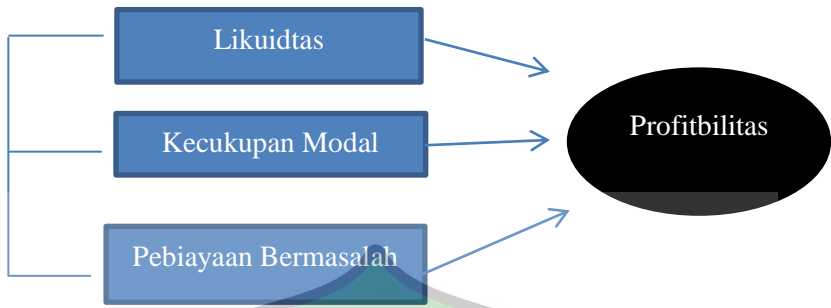 Likuidtas
Kecukupan Modal
Profitbilitas
Pebiayaan Bermasalah